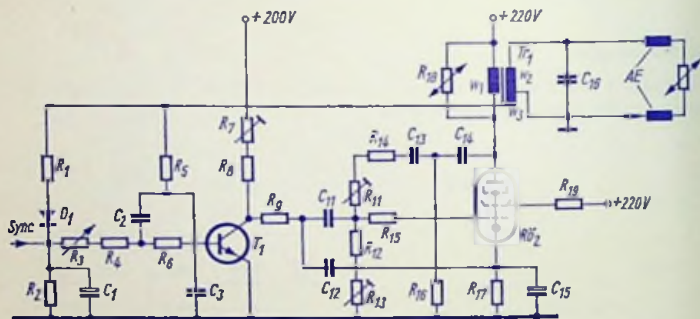 +200V
+220V
Tr1
R18
W1
W2
W3
C16
AE
R7
R14
C13
C14
R1
R5
R8
R11
R19
+220V
D1
C2
R9
C11
R15
Rö2
Sync
R3
R4
R6
T1
R12
R2
C1
C3
C12
R13
R16
R17
C15